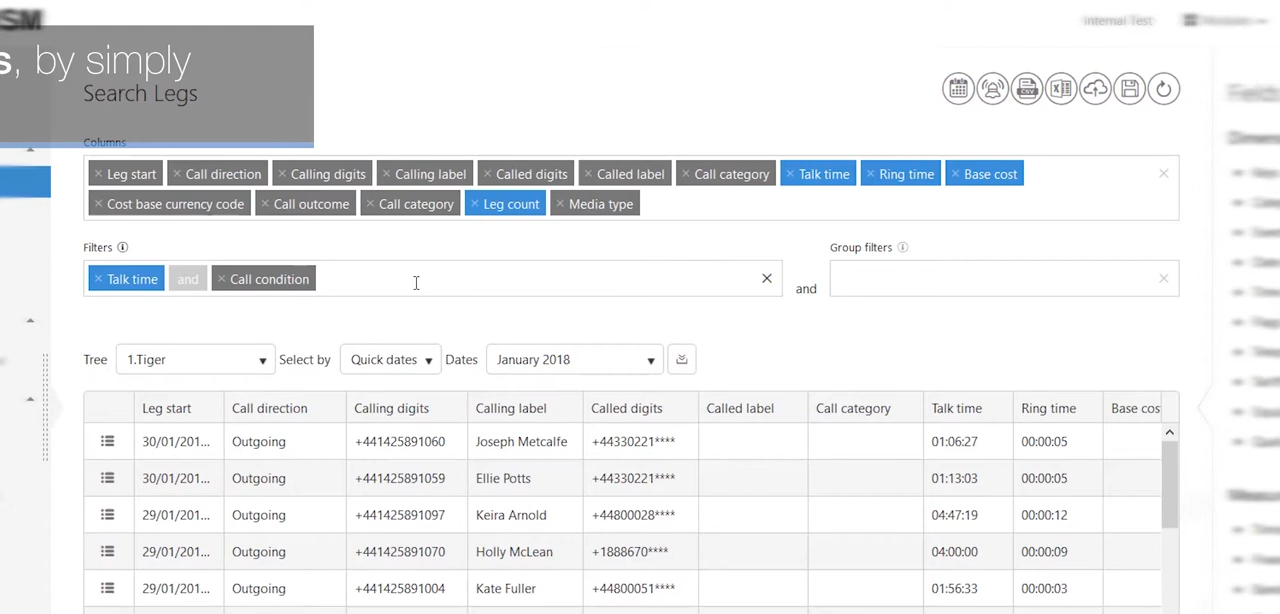 SM
Internal Test
s, by simply
Search Legs
Columns
× Leg start × Call direction × Calling digits × Calling label × Called digits × Called label × Call category × Talk time × Ring time × Base cost ×
× Cost base currency code × Call outcome × Call category × Leg count × Media type
Filters Group filters
× Talk time and × Call condition × and ×
Tree 1.Tiger Select by Quick dates Dates January 2018
Leg start Call direction Calling digits Calling label Called digits Called label Call category Talk time Ring time Base cos
30/01/201... Outgoing +441425891060 Joseph Metcalfe +44330221**** 01:06:27 00:00:05
30/01/201... Outgoing +441425891059 Ellie Potts +44330221**** 01:13:03 00:00:05
29/01/201... Outgoing +441425891097 Keira Arnold +44800028**** 04:47:19 00:00:12
29/01/201... Outgoing +441425891070 Holly McLean +1888670**** 04:00:00 00:00:09
29/01/201... Outgoing +441425891004 Kate Fuller +44800051**** 01:56:33 00:00:03